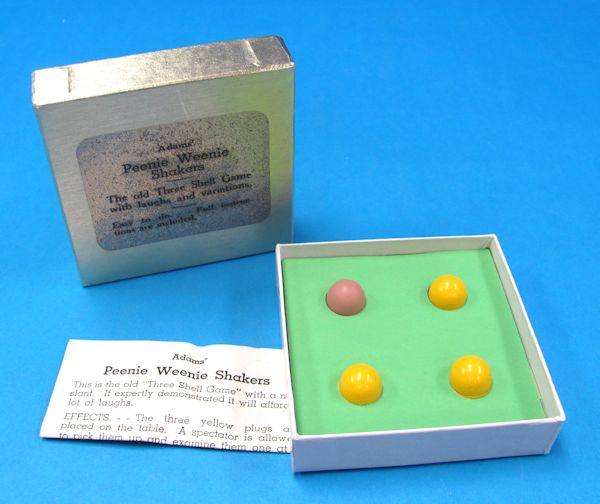 Adams'
Peenie Weenie
Shakers
The old Three Shell Game
with laughs and variations.
Easy to do. Full instruc-
tions are included.
Adams'
Peenie Weenie Shakers
This is the old "Three Shell Game" with a
slant. If expertly demonstrated it will afford
lot of laughs.
EFFECTS. - - The three yellow plugs a
placed on the table. A spectator is allowe
to pick them up and examine them one at